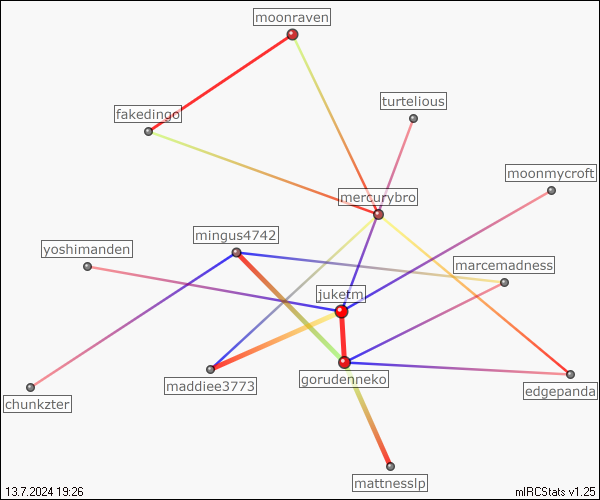 moonraven
turtelious
fakedingo
moonmycroft
mercurybro
mingus4742
yoshimanden
marcemadness
juketm
gorudenneko
maddiee3773
edgepanda
chunkzter
mattnesslp
13.7.2024 19:26
mIRCStats v1.25